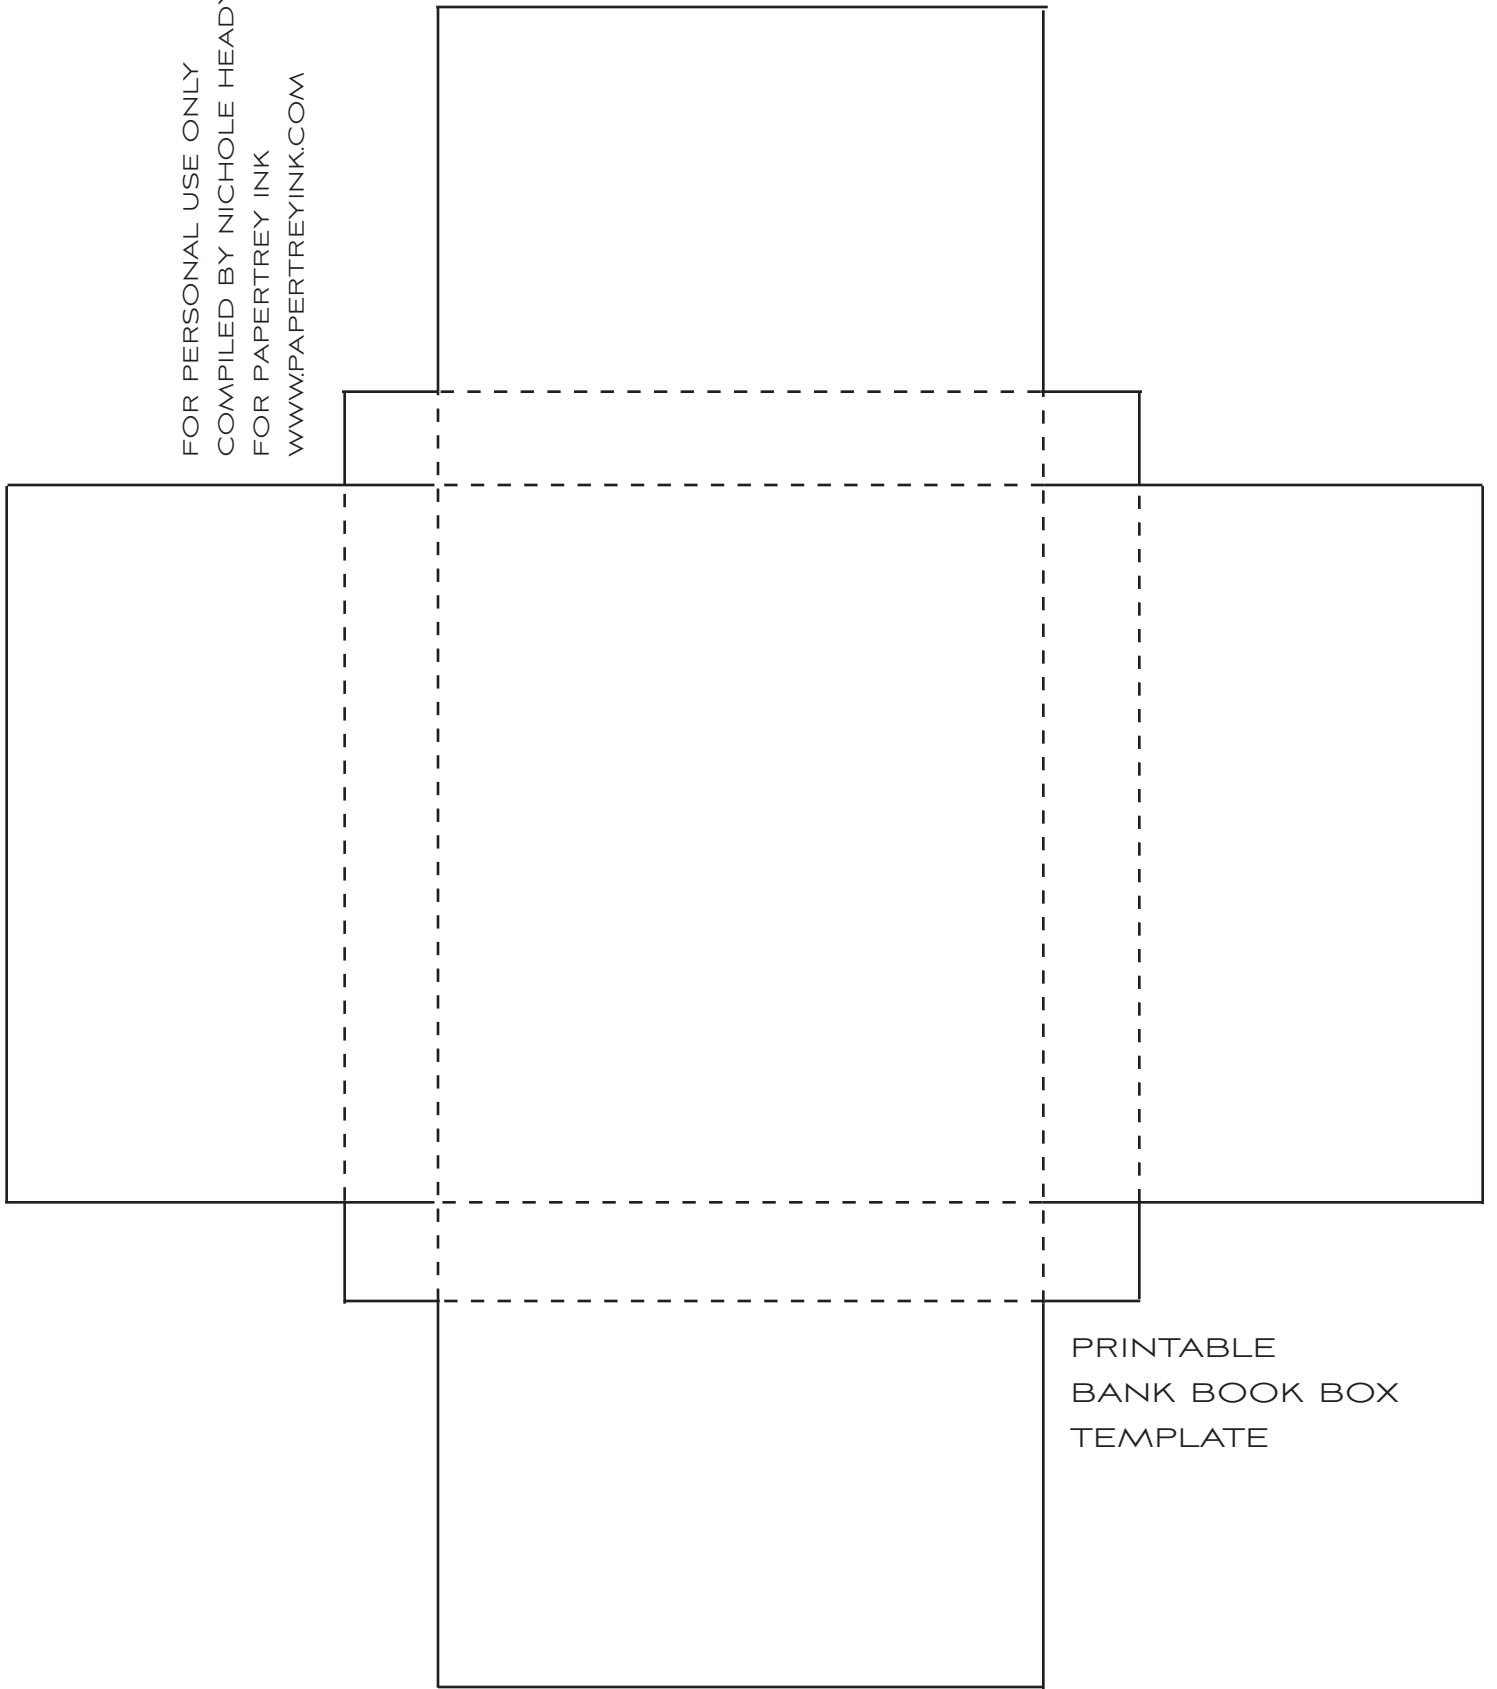 FOR PERSONAL USE ONLY
COMPILED BY NICHOLE HEADY
FOR PAPERTREY INK
WWW.PAPERTREYINK.COM
PRINTABLE
BANK BOOK BOX
TEMPLATE